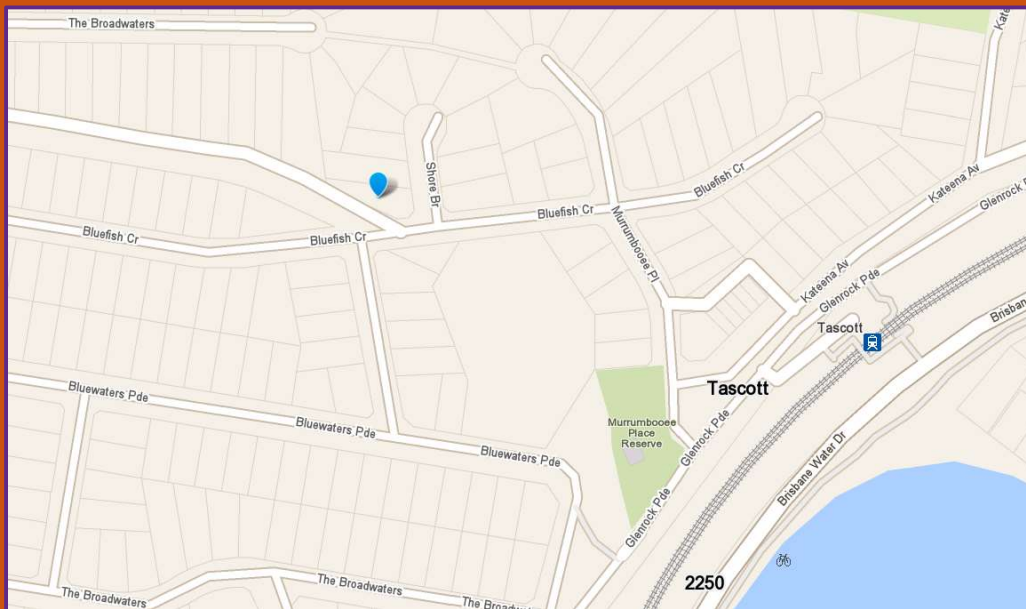 The Broadwaters
Kate
Shore Br
Bluefish Cr
Bluefish Cr
Bluefish Cr
Bluefish Cr
Murrumbooee Pl
Kateena Av
Glenrock P
Kateena Av
Glenrock Pde
Brisbane
Tascott
Tascott
Bluewaters Pde
Bluewaters Pde
Bluewaters Pde
Murrumbooee
Place
Reserve
Glenrock Pde
Brisbane Water Dr
Glenrock Pde
2250
The Broadwaters
The Broadwaters
The Broadwaters